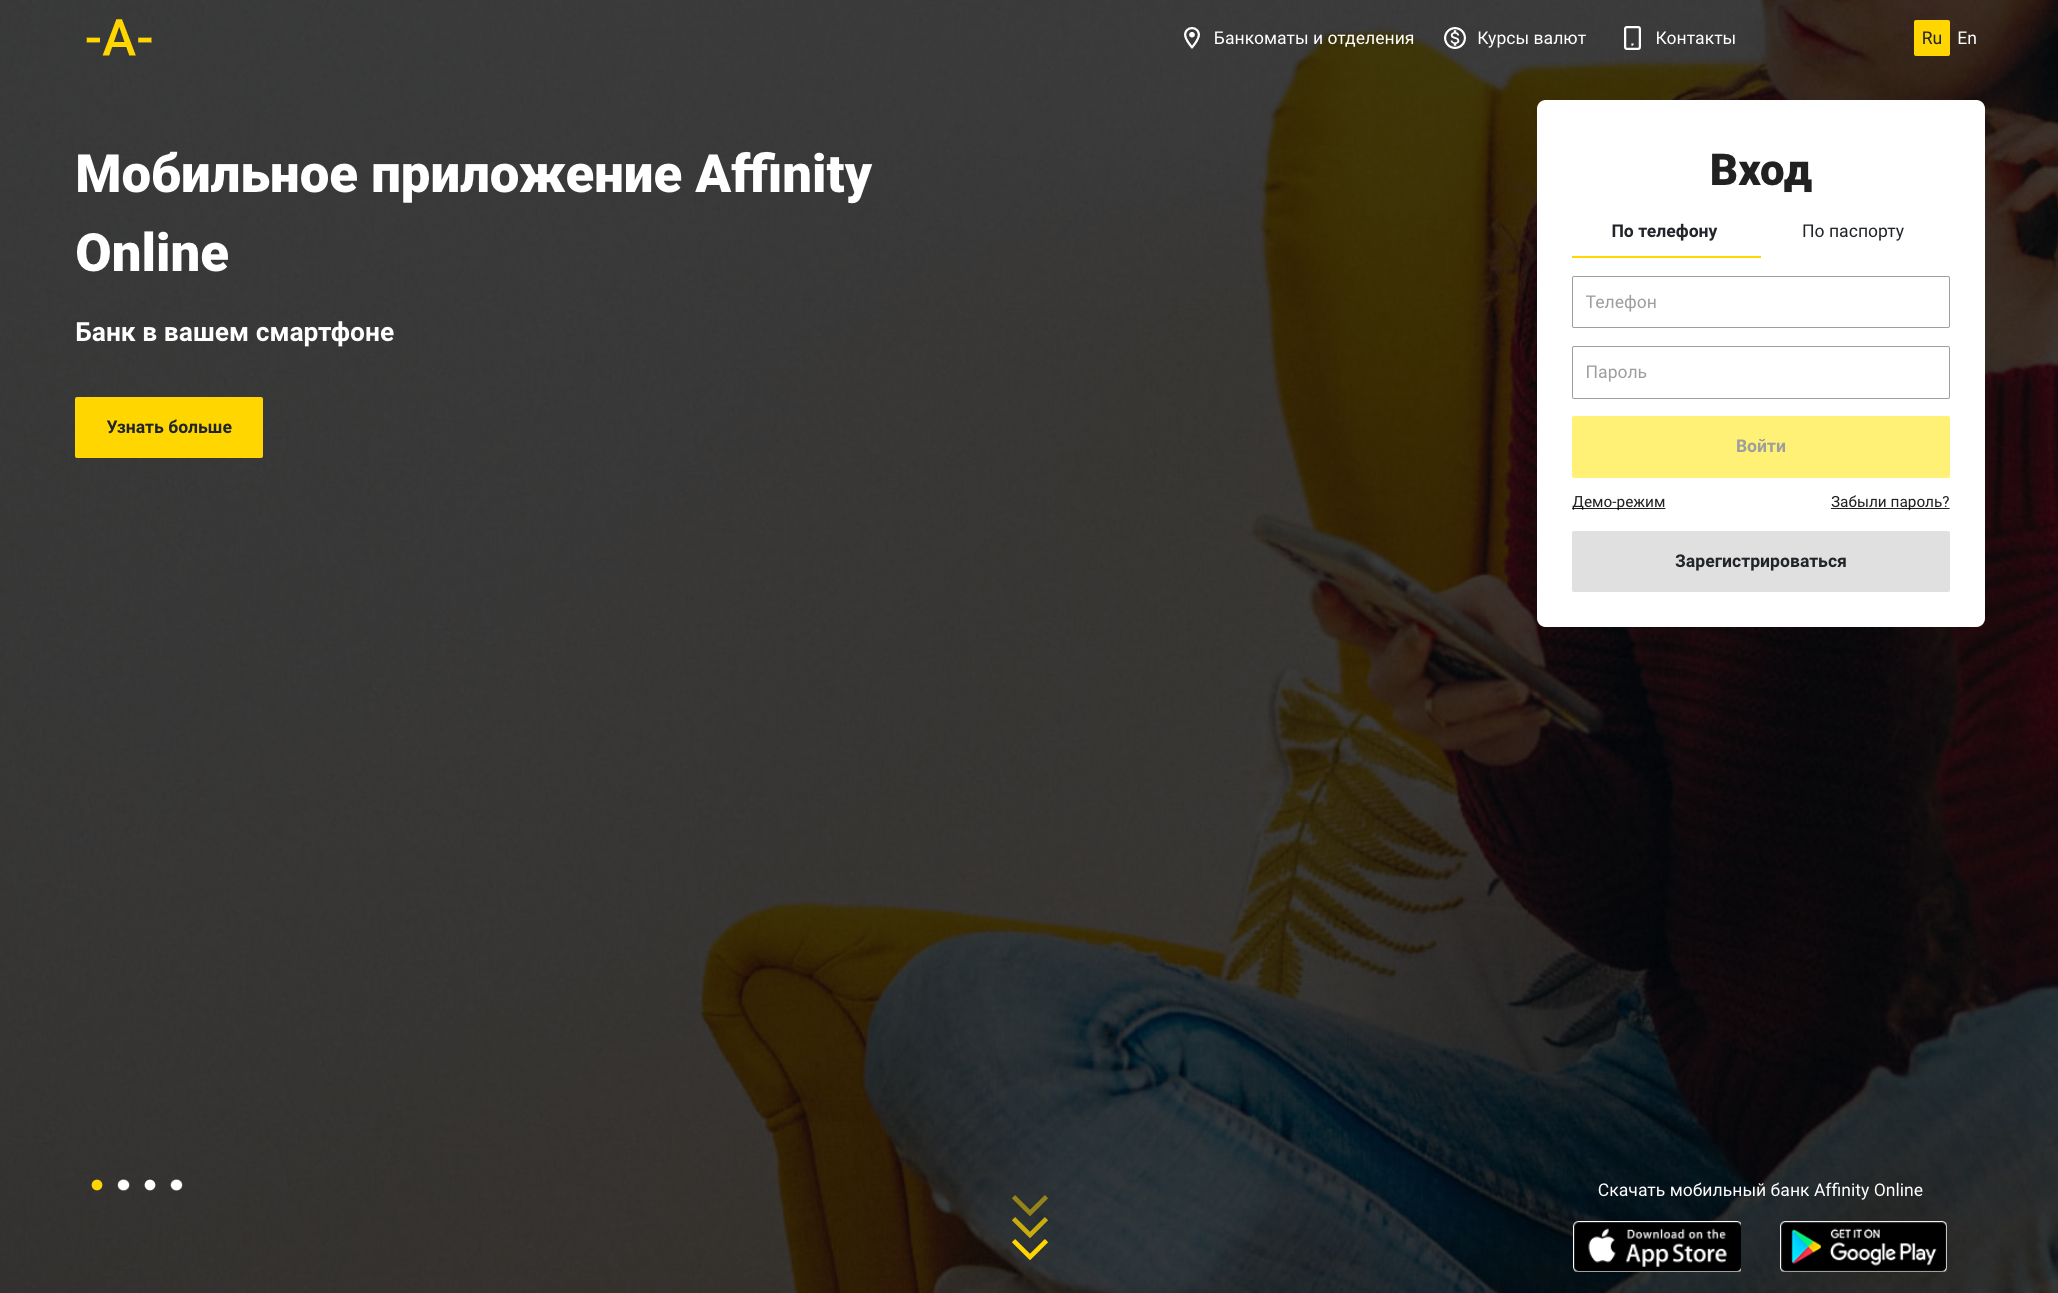 -A-
Банкоматы и отделения
Курсы валют
Контакты
Ru
En
Мобильное приложение Affinity
Online
Банк в вашем смартфоне
Узнать больше
Вход
По телефону
По паспорту
Телефон
Пароль
Войти
Демо-режим
Забыли пароль?
Зарегистрироваться
Скачать мобильный банк Affinity Online
Download on the
App Store
GET IT ON
Google Play